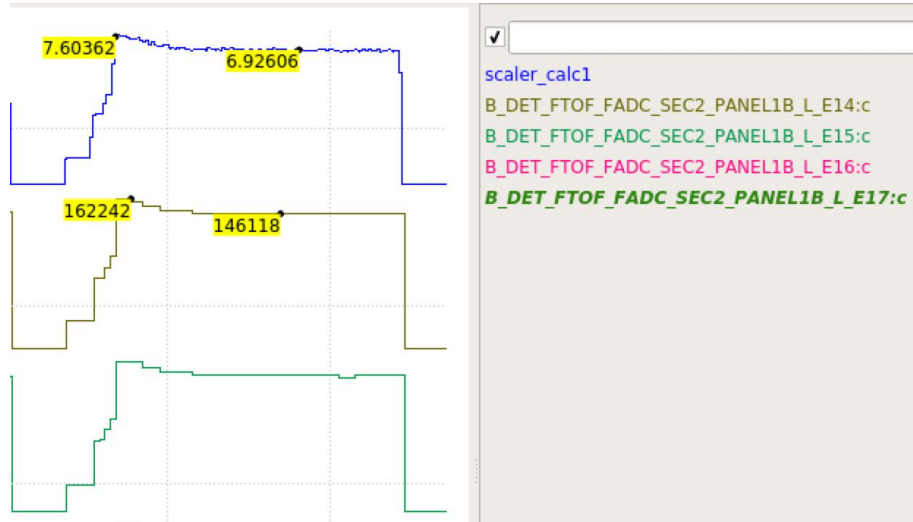 7.60362
6.92606
162242
146118
scaler_calc1
B_DET_FTOF_FADC_SEC2_PANEL1B_L_E14:c
B_DET_FTOF_FADC_SEC2_PANEL1B_L_E15:c
B_DET_FTOF_FADC_SEC2_PANEL1B_L_E16:c
B_DET_FTOF_FADC_SEC2_PANEL1B_L_E17:c